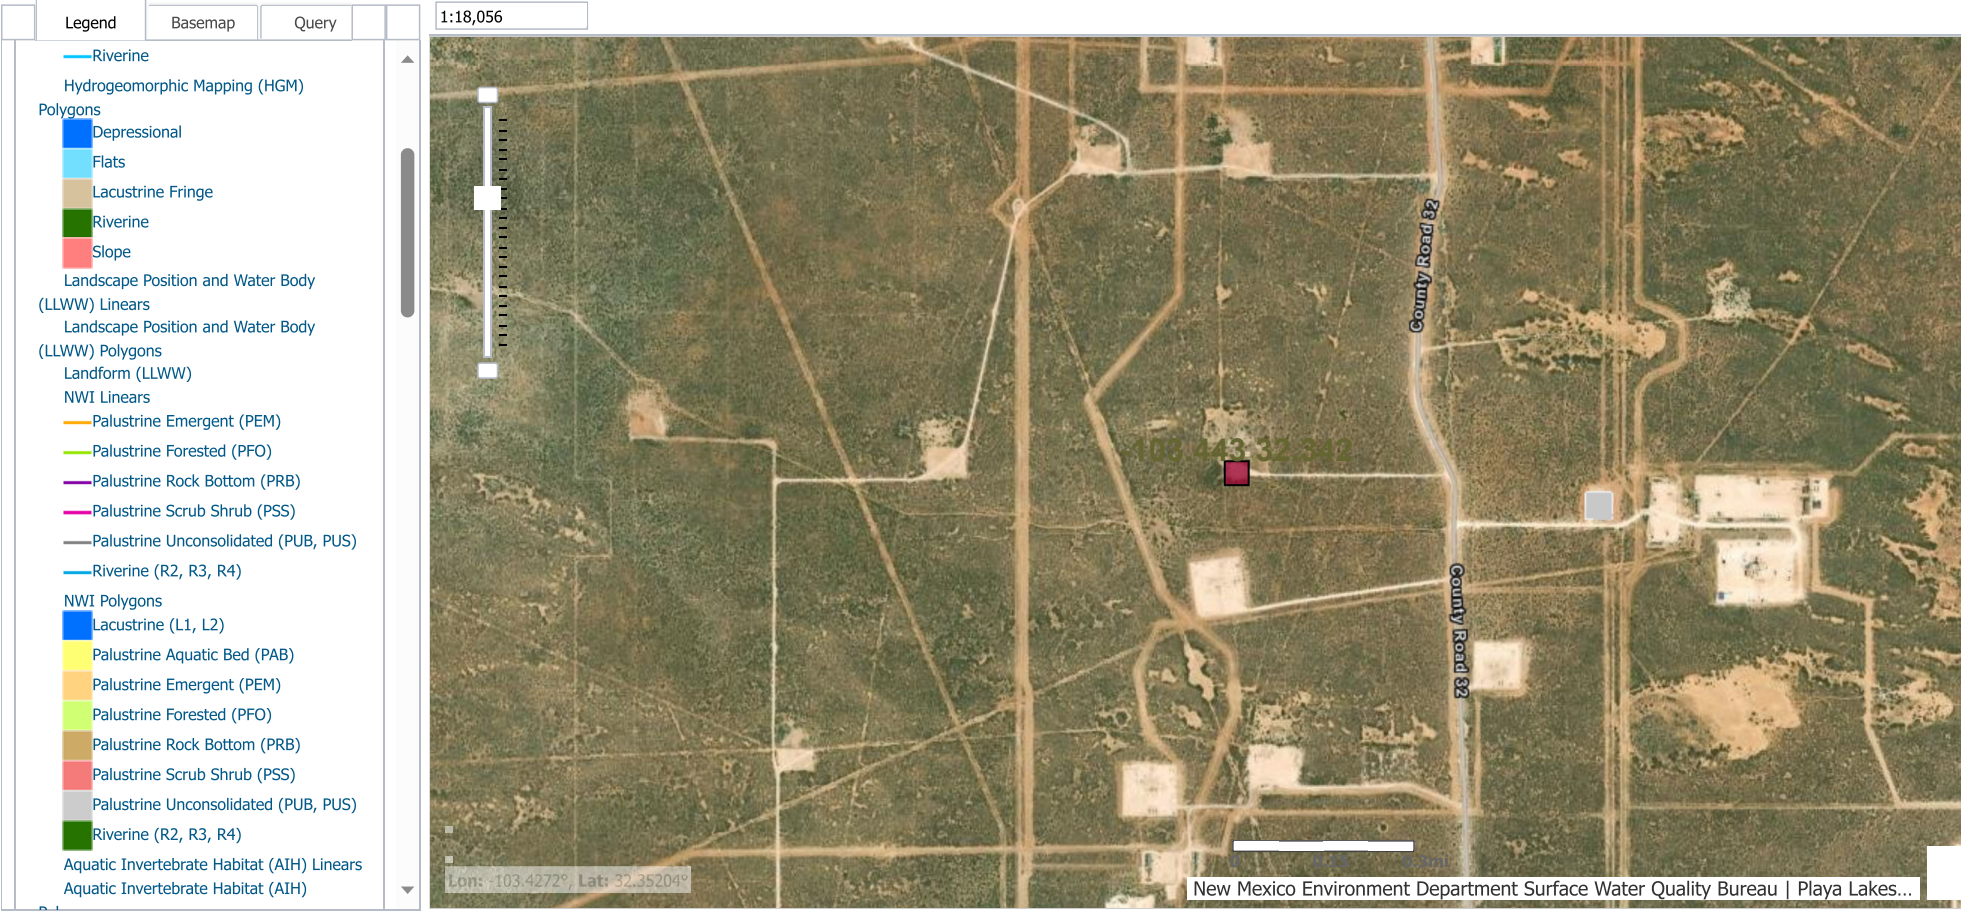 Legend
Basemap
Query
1:18,056
Riverine
Hydrogeomorphic Mapping (HGM)
Polygons
Depressional
Flats
Lacustrine Fringe
Riverine
Slope
Landscape Position and Water Body
(LLWW) Linears
Landscape Position and Water Body
(LLWW) Polygons
Landform (LLWW)
NWI Linears
Palustrine Emergent (PEM)
Palustrine Forested (PFO)
Palustrine Rock Bottom (PRB)
Palustrine Scrub Shrub (PSS)
Palustrine Unconsolidated (PUB, PUS)
Riverine (R2, R3, R4)
NWI Polygons
Lacustrine (L1, L2)
Palustrine Aquatic Bed (PAB)
Palustrine Emergent (PEM)
Palustrine Forested (PFO)
Palustrine Rock Bottom (PRB)
Palustrine Scrub Shrub (PSS)
Palustrine Unconsolidated (PUB, PUS)
Riverine (R2, R3, R4)
Aquatic Invertebrate Habitat (AIH) Linears
Aquatic Invertebrate Habitat (AIH)
County Road 32
-103.443 32.342
County Road 32
Lon: -103.4272°, Lat: 32.35204°
New Mexico Environment Department Surface Water Quality Bureau | Playa Lakes...